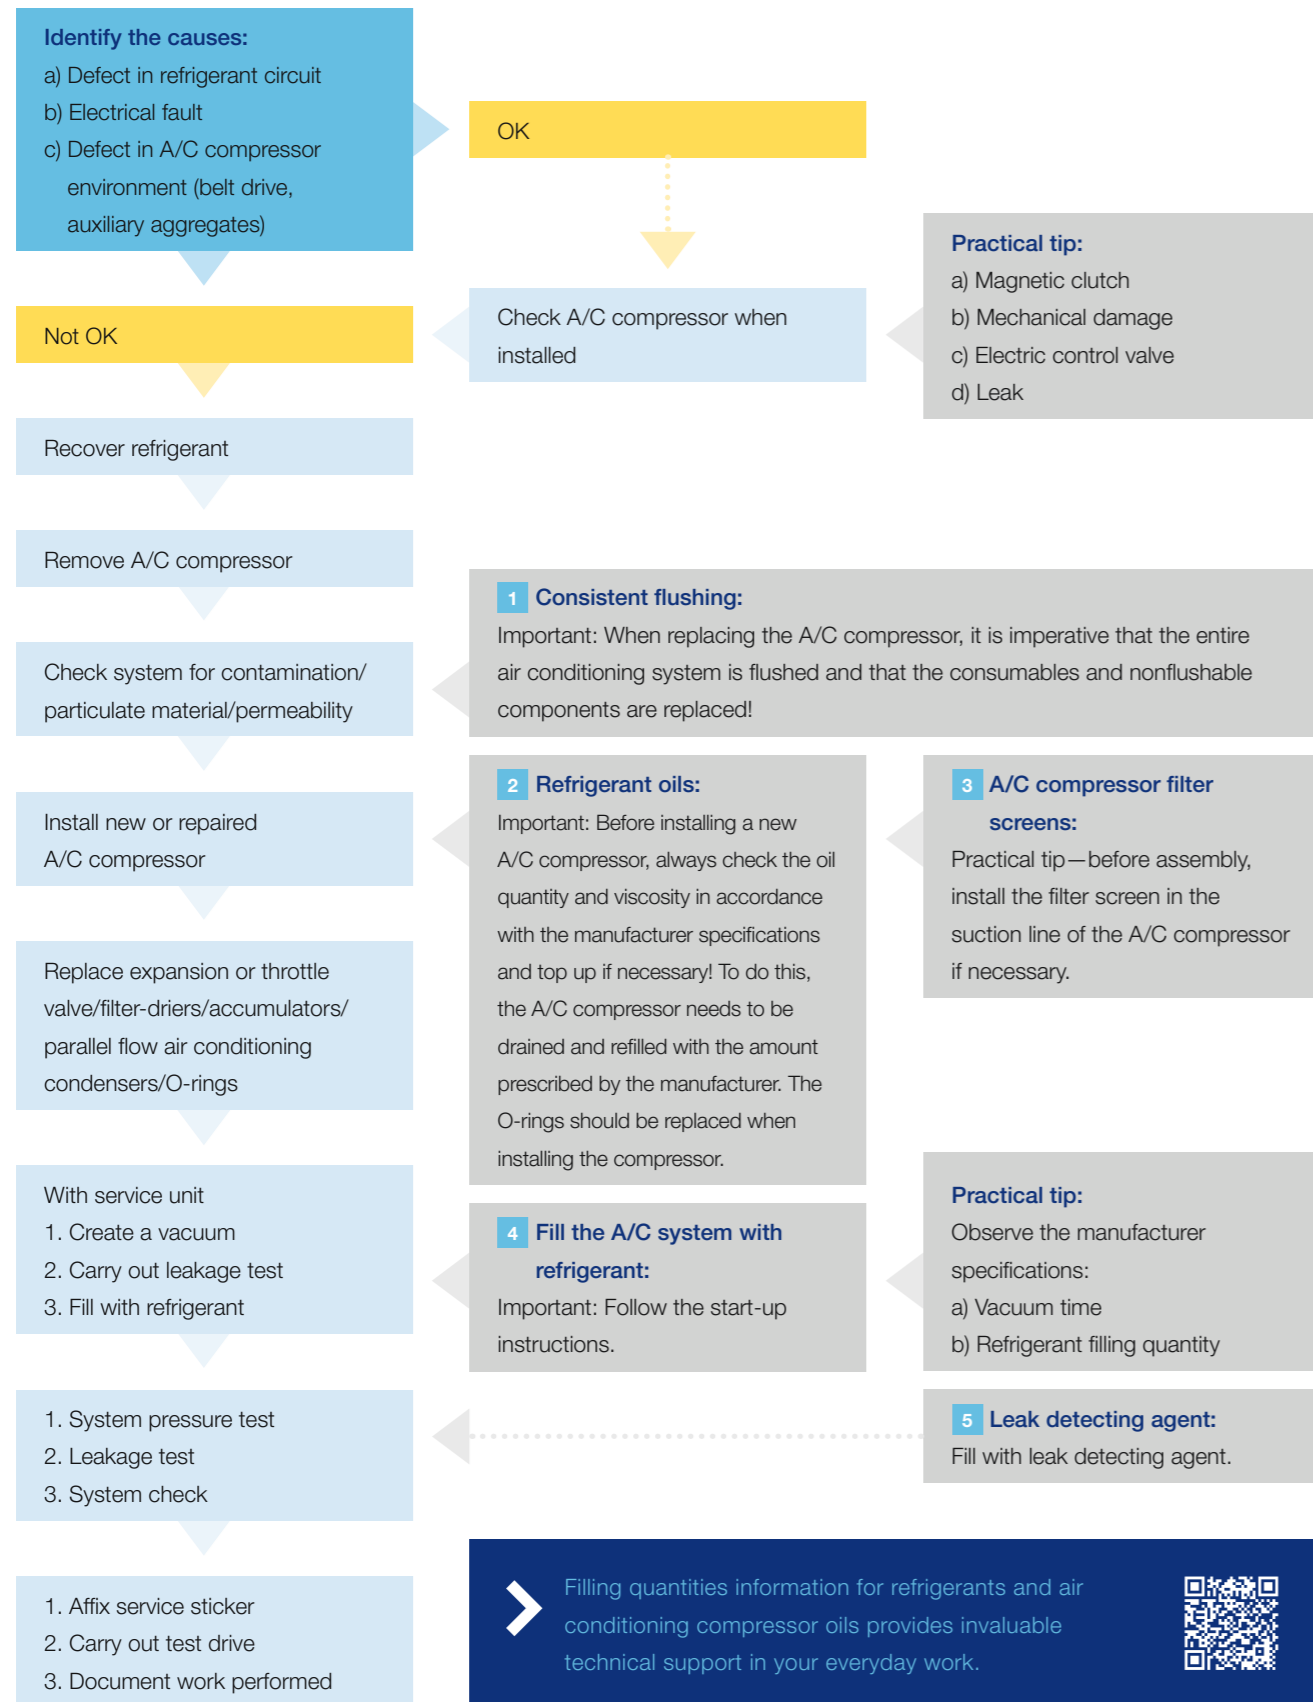 Identify the causes:
a) Defect in refrigerant circuit
b) Electrical fault
c) Defect in A/C compressor
environment (belt drive,
auxiliary aggregates)
OK
Not OK
Check A/C compressor when
installed
Practical tip:
a) Magnetic clutch
b) Mechanical damage
c) Electric control valve
d) Leak
Recover refrigerant
Remove A/C compressor
Check system for contamination/
particulate material/permeability
1 Consistent flushing:
Important: When replacing the A/C compressor, it is imperative that the entire
air conditioning system is flushed and that the consumables and nonflushable
components are replaced!
Install new or repaired
A/C compressor
2 Refrigerant oils:
Important: Before installing a new
A/C compressor, always check the oil
quantity and viscosity in accordance
with the manufacturer specifications
and top up if necessary! To do this,
the A/C compressor needs to be
drained and refilled with the amount
prescribed by the manufacturer. The
O-rings should be replaced when
installing the compressor.
3 A/C compressor filter
screens:
Practical tip—before assembly,
install the filter screen in the
suction line of the A/C compressor
if necessary.
Replace expansion or throttle
valve/filter-driers/accumulators/
parallel flow air conditioning
condensers/O-rings
With service unit
1. Create a vacuum
2. Carry out leakage test
3. Fill with refrigerant
4 Fill the A/C system with
refrigerant:
Important: Follow the start-up
instructions.
Practical tip:
Observe the manufacturer
specifications:
a) Vacuum time
b) Refrigerant filling quantity
1. System pressure test
2. Leakage test
3. System check
5 Leak detecting agent:
Fill with leak detecting agent.
1. Affix service sticker
2. Carry out test drive
3. Document work performed
Filling quantities information for refrigerants and air
conditioning compressor oils provides invaluable
technical support in your everyday work.